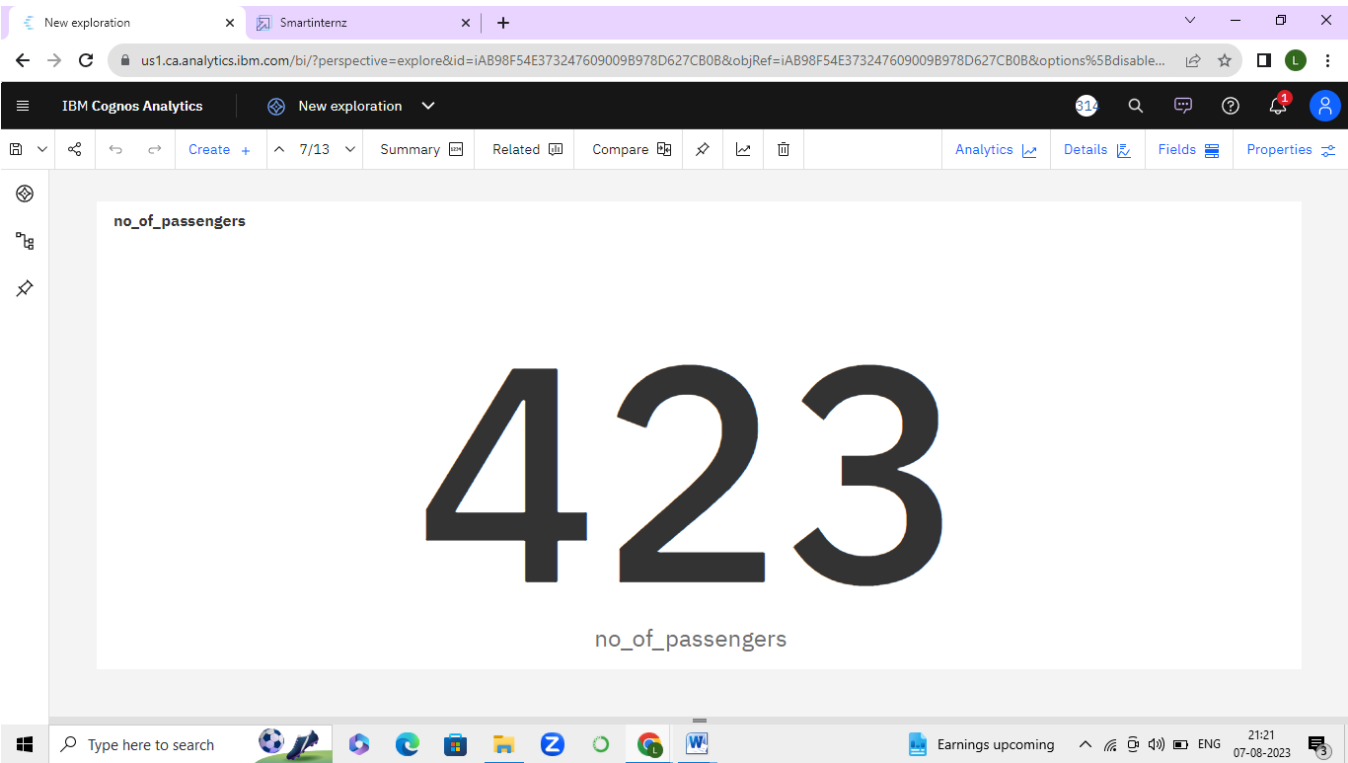 New exploration
Smartinternz
us1.ca.analytics.ibm.com/bi/?perspective=explore&id=iAB98F54E373247609009B978D627CB0B&objRef=iAB98F54E373247609009B978D627CB0B&options%5Bdisable...
L
IBM Cognos Analytics
New exploration
314
1
7/13
Create +
Summary
Related
Compare
Analytics
Details
Fields
Properties
no_of_passengers
423
no_of_passengers
Type here to search
Earnings upcoming
ENG
21:21
07-08-2023
3